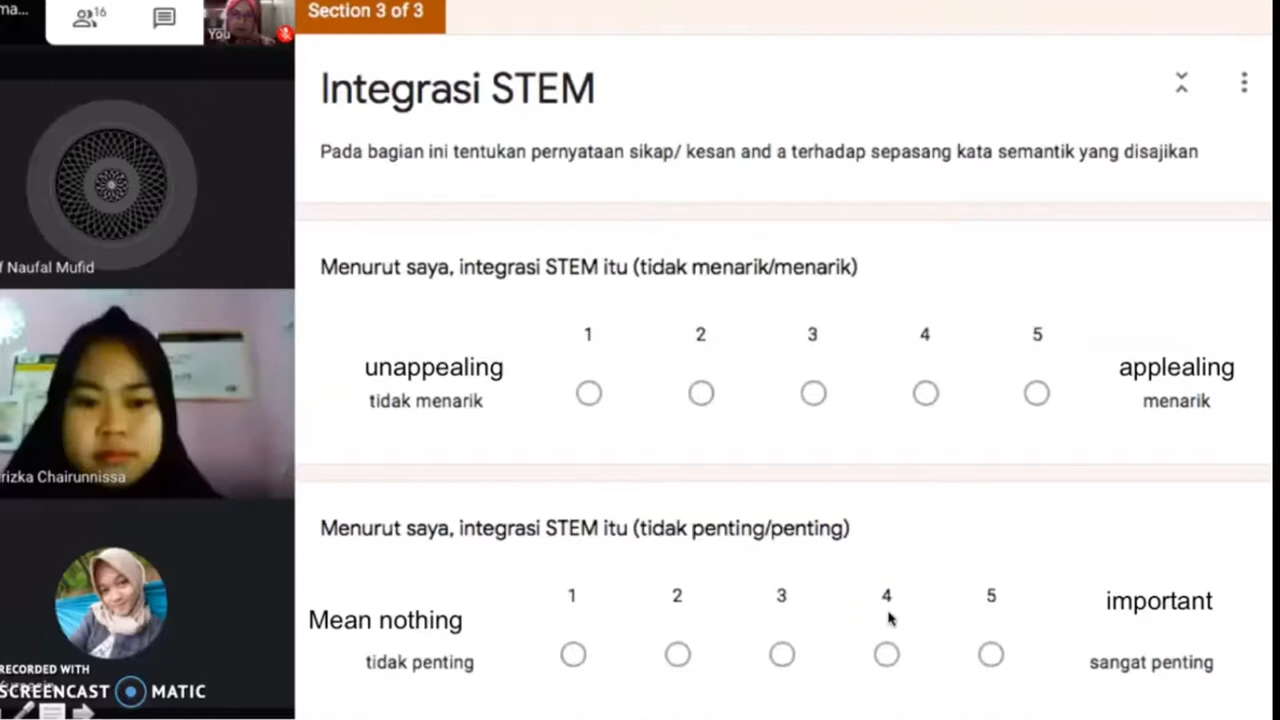 ma...
16
You
Section 3 of 3
Integrasi STEM
Pada bagian ini tentukan pernyataan sikap/ kesan and a terhadap sepasang kata semantik yang disajikan
f Naufal Mufid
Menurut saya, integrasi STEM itu (tidak menarik/menarik)
1 2 3 4 5
unappealing applealing
tidak menarik menarik
rizka Chairunnissa
Menurut saya, integrasi STEM itu (tidak penting/penting)
1 2 3 4 5
Mean nothing important
tidak penting sangat penting
RECORDED WITH
SCREENCAST MATIC